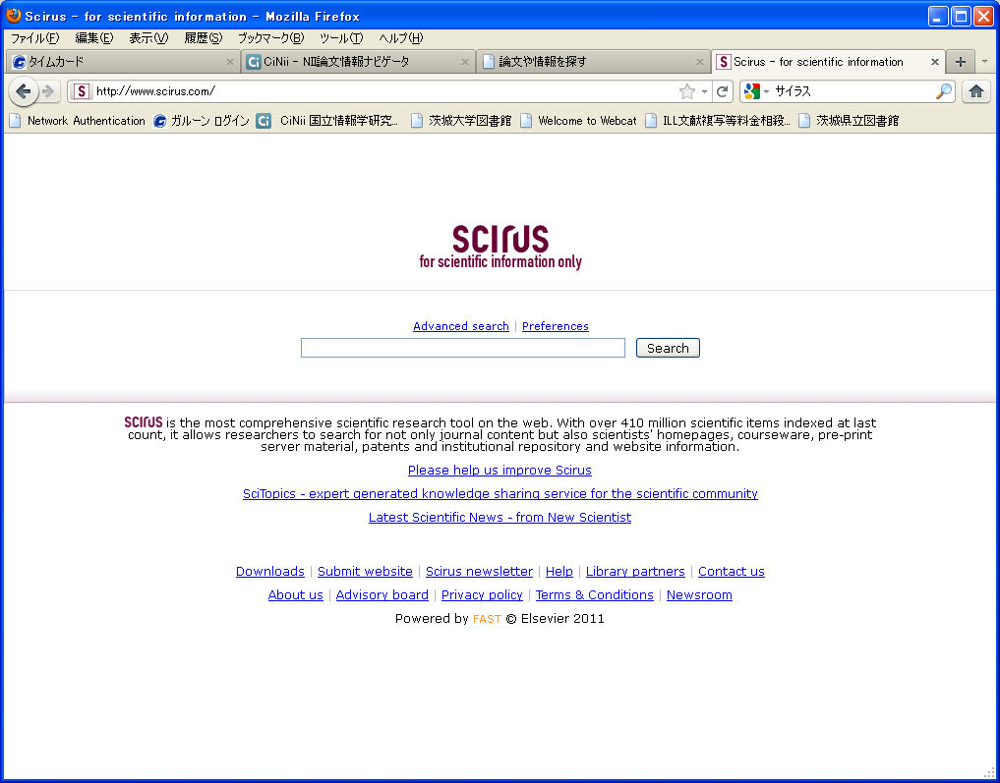 Scirus - for scientific information - Mozilla Firefox
ファイル(F) 編集(E) 表示(V) 履歴(S) ブックマーク(B) ツール(T) ヘルプ(H)
タイムカード CiNii - NII論文情報ナビゲータ 論文や情報を探す Scirus - for scientific information
http://www.scirus.com/ サイラス
Network Authentication ガルーン ログイン CiNii 国立情報学研究... 茨城大学図書館 Welcome to Webcat ILL文献複写等料金相殺... 茨城県立図書館
SCIRUS
for scientific information only
Advanced search | Preferences
Search
SCIRUS is the most comprehensive scientific research tool on the web. With over 410 million scientific items indexed at last
count, it allows researchers to search for not only journal content but also scientists' homepages, courseware, pre-print
server material, patents and institutional repository and website information.
Please help us improve Scirus
SciTopics - expert generated knowledge sharing service for the scientific community
Latest Scientific News - from New Scientist
Downloads | Submit website | Scirus newsletter | Help | Library partners | Contact us
About us | Advisory board | Privacy policy | Terms & Conditions | Newsroom
Powered by FAST © Elsevier 2011